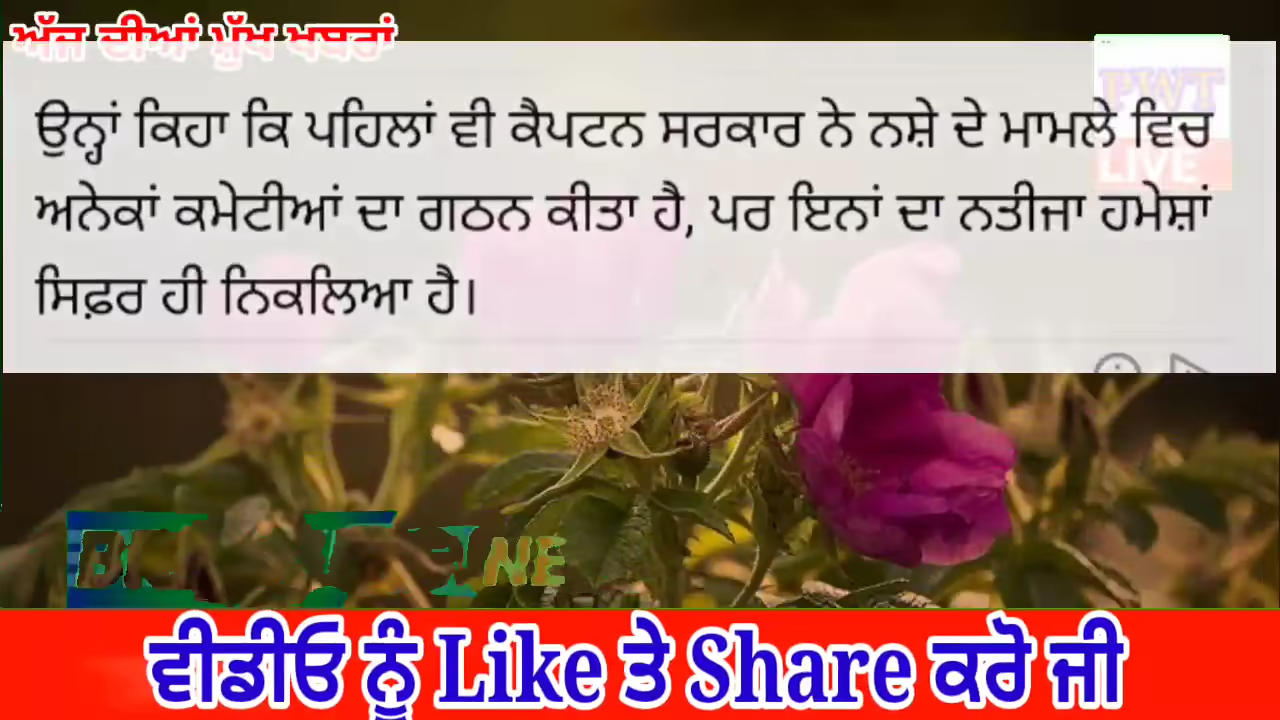 ਅੱਜ ਦੀਆਂ ਮੁੱਖ ਖਬਰਾਂ
PWT
LIVE
ਉਨ੍ਹਾਂ ਕਿਹਾ ਕਿ ਪਹਿਲਾਂ ਵੀ ਕੈਪਟਨ ਸਰਕਾਰ ਨੇ ਨਸ਼ੇ ਦੇ ਮਾਮਲੇ ਵਿਚ
ਅਨੇਕਾਂ ਕਮੇਟੀਆਂ ਦਾ ਗਠਨ ਕੀਤਾ ਹੈ, ਪਰ ਇਨਾਂ ਦਾ ਨਤੀਜਾ ਹਮੇਸ਼ਾਂ
ਸਿਫ਼ਰ ਹੀ ਨਿਕਲਿਆ ਹੈ।
ਵੀਡੀਓ ਨੂੰ Like ਤੇ Share ਕਰੋ ਜੀ